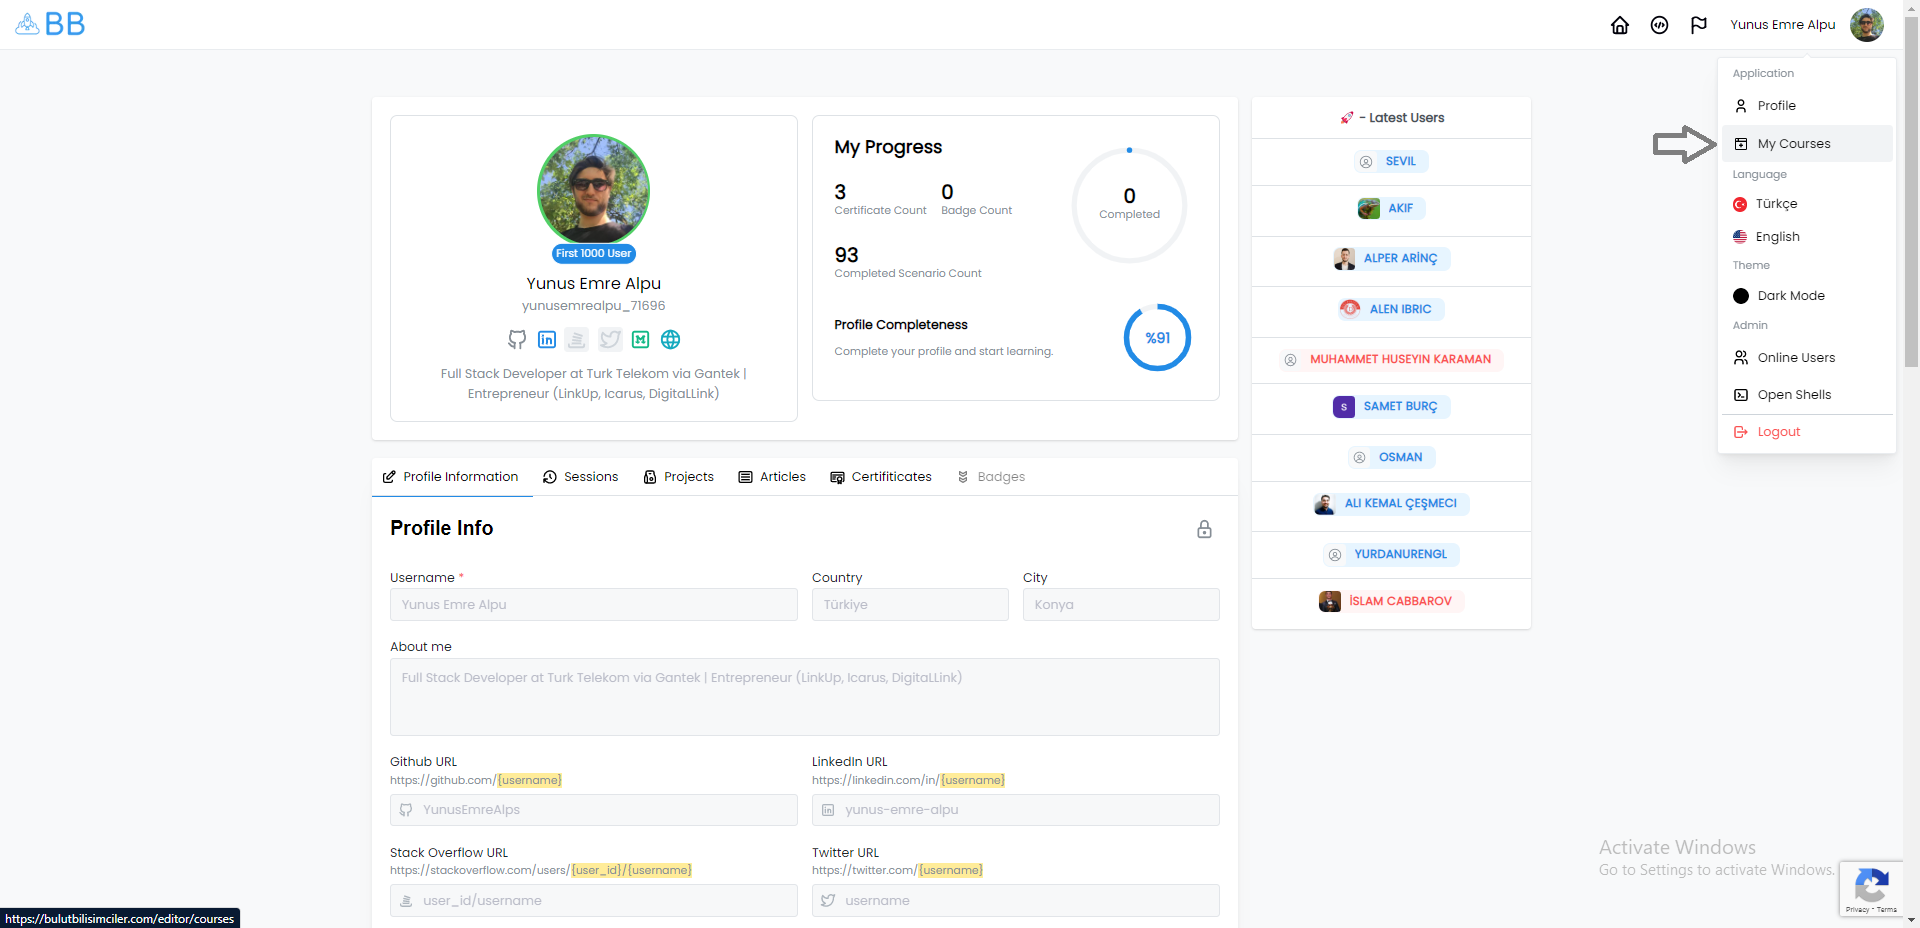 BB
Yunus Emre Alpu
Application
Profile
My Courses
Language
Türkçe
English
Theme
Dark Mode
Admin
Online Users
Open Shells
Logout
First 1000 User
Yunus Emre Alpu
yunusemrealpu_71696
Full Stack Developer at Turk Telekom via Gantek |
Entrepreneur (LinkUp, Icarus, DigitaLLink)
My Progress
3
Certificate Count
0
Badge Count
93
Completed Scenario Count
0
Completed
Profile Completeness
Complete your profile and start learning.
%91
- Latest Users
SEVIL
AKIF
ALPER ARİNÇ
ALEN IBRIC
MUHAMMET HUSEYIN KARAMAN
S
SAMET BURÇ
OSMAN
ALI KEMAL ÇEŞMECI
YURDANURENGL
İSLAM CABBAROV
Profile Information
Sessions
Projects
Articles
Certifiticates
Badges
Profile Info
Username *
Yunus Emre Alpu
Country
Türkiye
City
Konya
About me
Full Stack Developer at Turk Telekom via Gantek | Entrepreneur (LinkUp, Icarus, DigitaLLink)
Github URL
https://github.com/{username}
YunusEmreAlps
LinkedIn URL
https://linkedin.com/in/{username}
yunus-emre-alpu
Stack Overflow URL
https://stackoverflow.com/users/{user_id}/{username}
user_id/username
Twitter URL
https://twitter.com/{username}
username
Activate Windows
Go to Settings to activate Windows.
Privacy - Terms
https://bulutbilisimciler.com/editor/courses